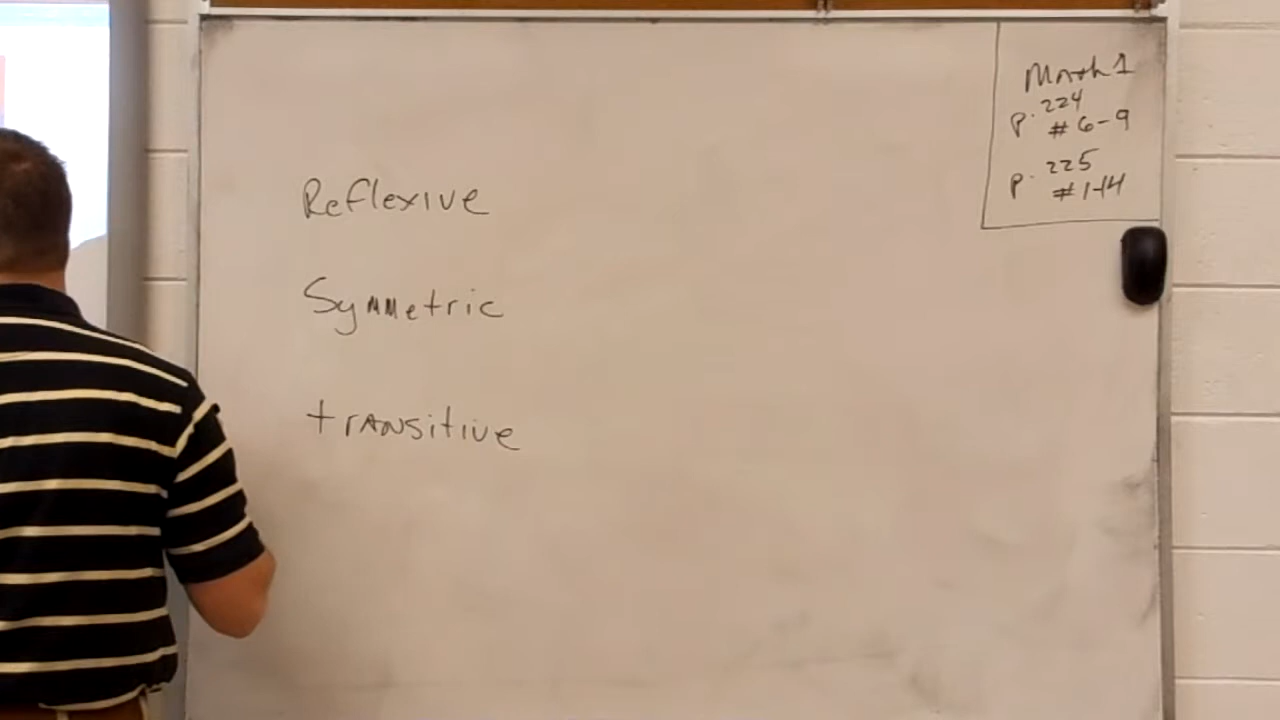 Reflexive
Symmetric
transitive
Math 1
p. 224
# 6-9
p. 225
# 1-14